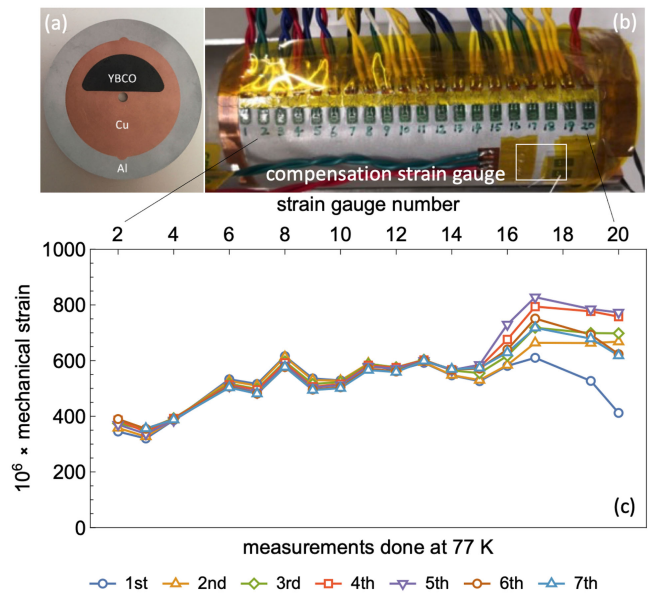 (a)
YBCO
Cu
Al
(b)
1 2 3 4 5 6 7 8 9 10 11 12 13 14 15 16 17 18 19 20
compensation strain gauge
strain gauge number
2 4 6 8 10 12 14 16 18 20
1000
800
600
400
200
0
10⁶ × mechanical strain
(c)
measurements done at 77 K
1st 2nd 3rd 4th 5th 6th 7th